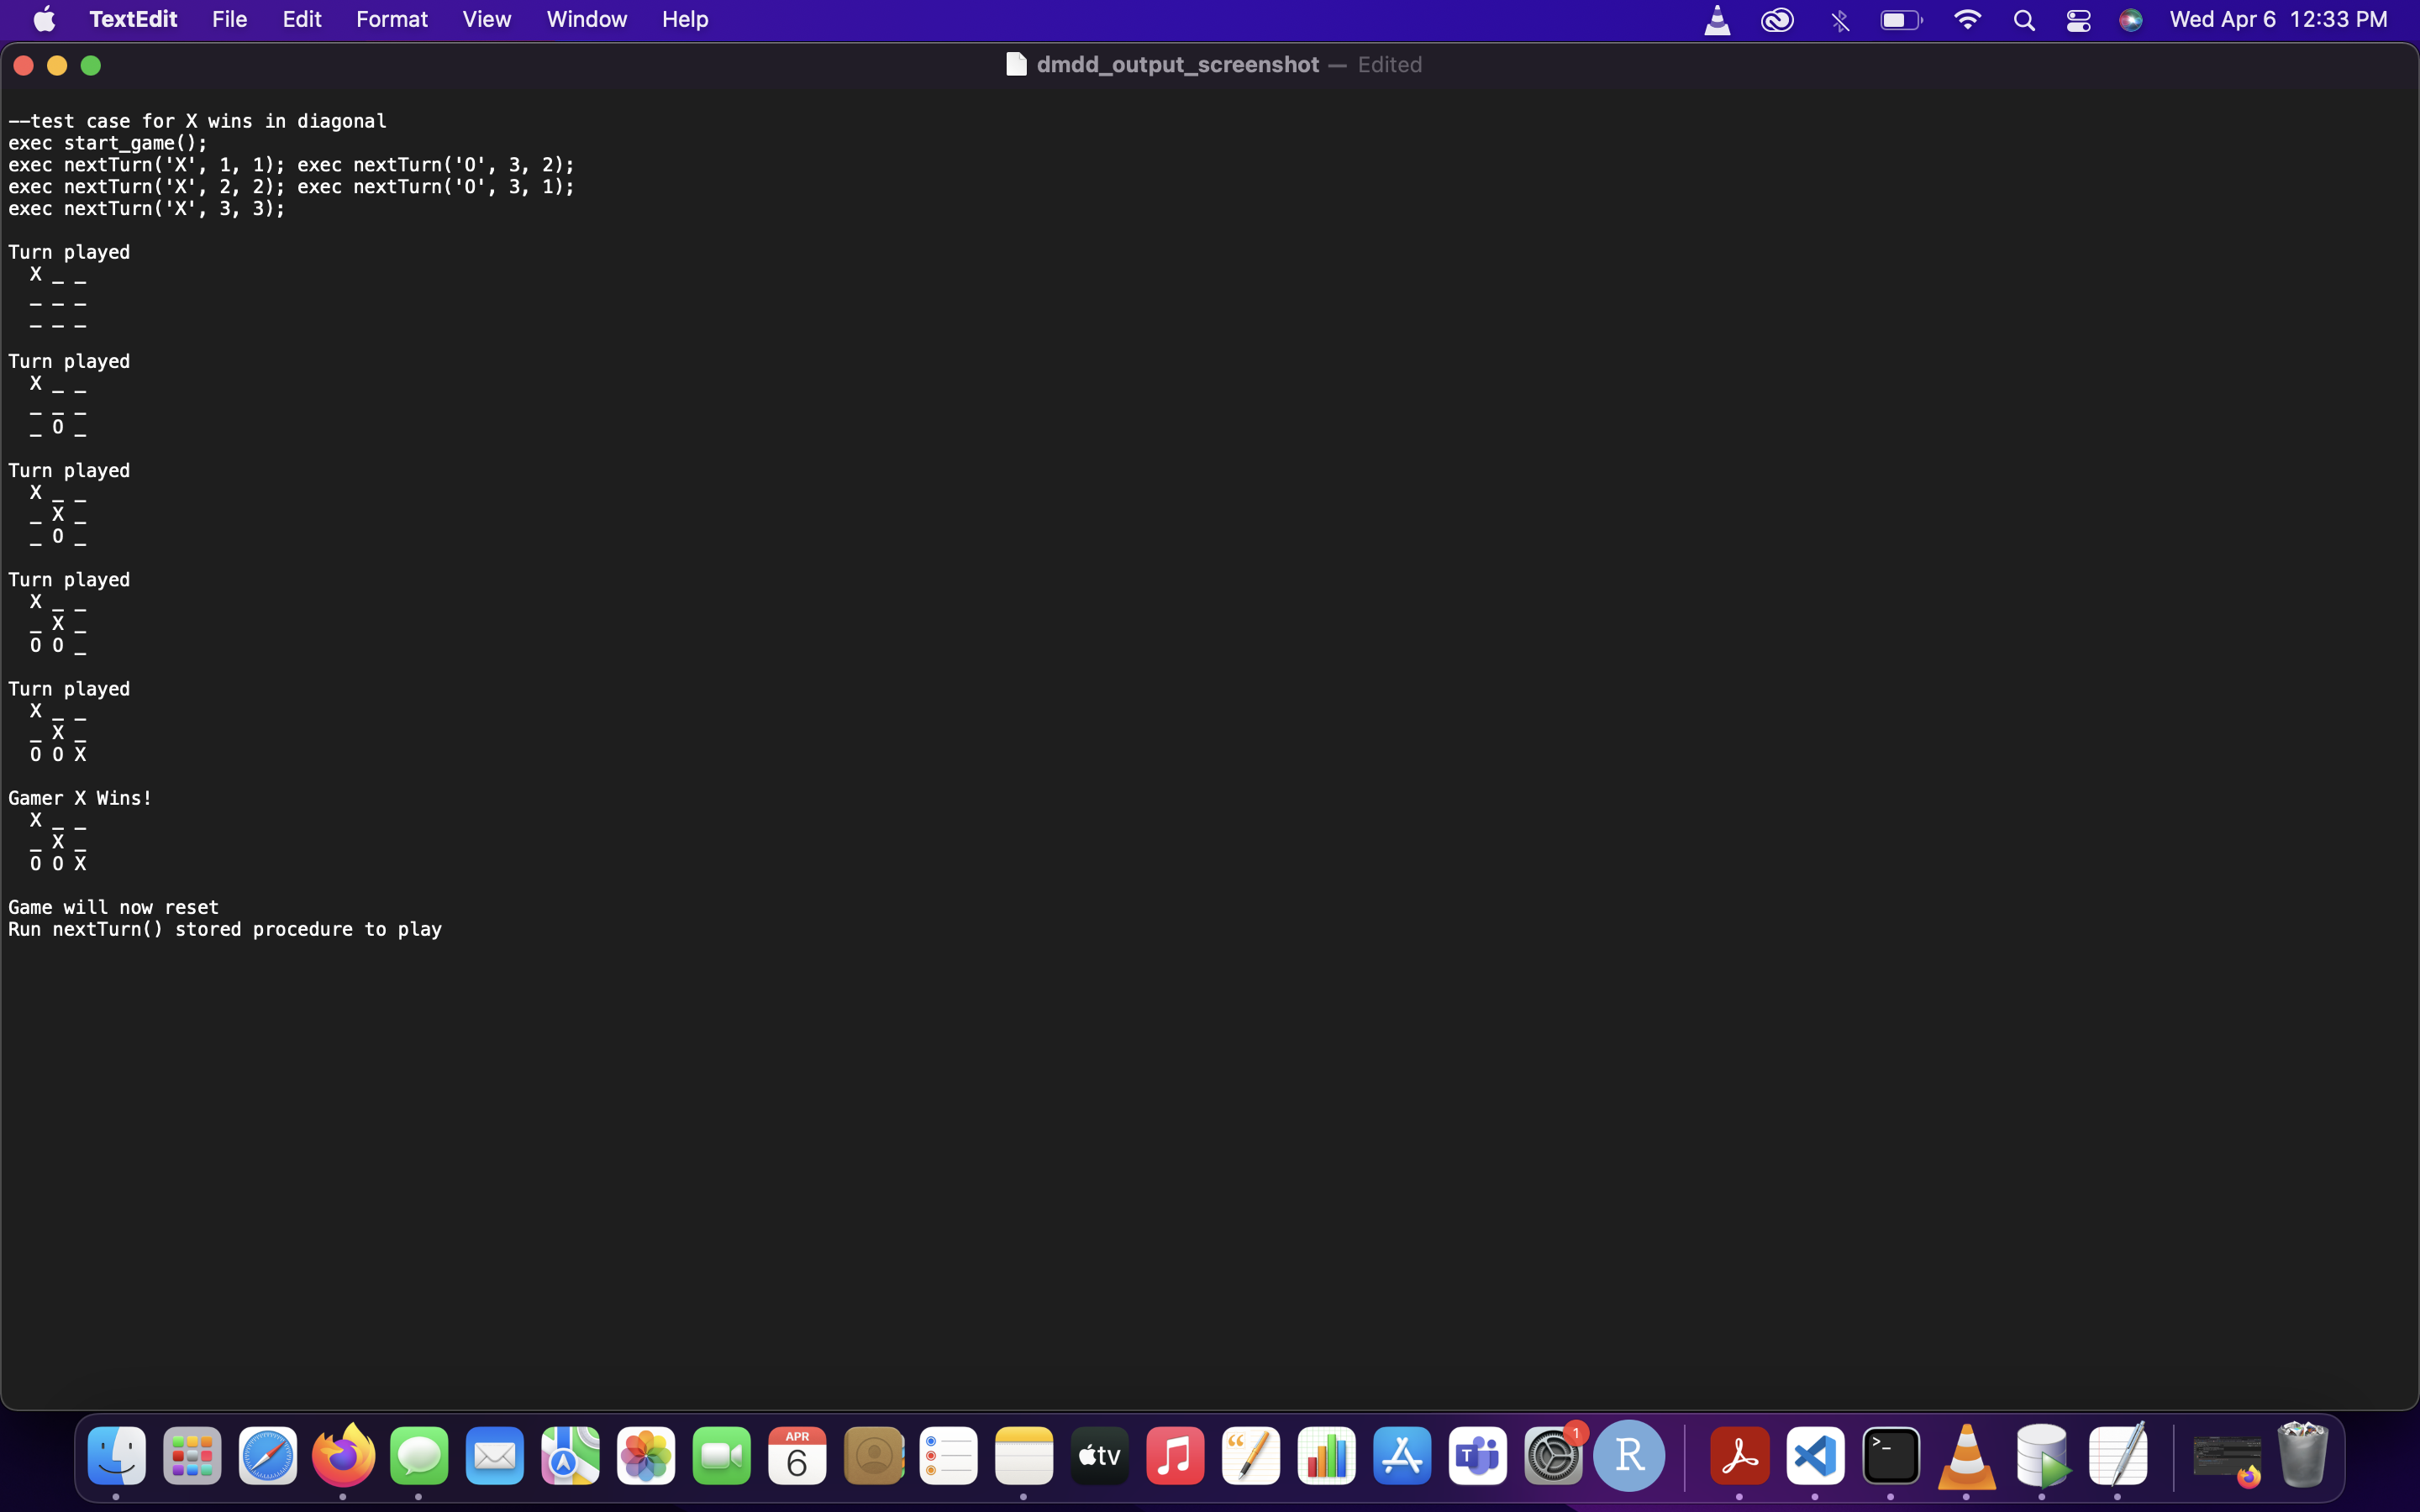 TextEdit File Edit Format View Window Help Wed Apr 6 12:33 PM
dmdd_output_screenshot — Edited
--test case for X wins in diagonal
exec start_game();
exec nextTurn('X', 1, 1); exec nextTurn('O', 3, 2);
exec nextTurn('X', 2, 2); exec nextTurn('O', 3, 1);
exec nextTurn('X', 3, 3);
Turn played
X _ _
_ _ _
_ _ _
Turn played
X _ _
_ _ _
_ O _
Turn played
X _ _
_ X _
_ O _
Turn played
X _ _
_ X _
O O _
Turn played
X _ _
_ X _
O O X
Gamer X Wins!
X _ _
_ X _
O O X
Game will now reset
Run nextTurn() stored procedure to play
APR
6
tv
T
1
R
>_